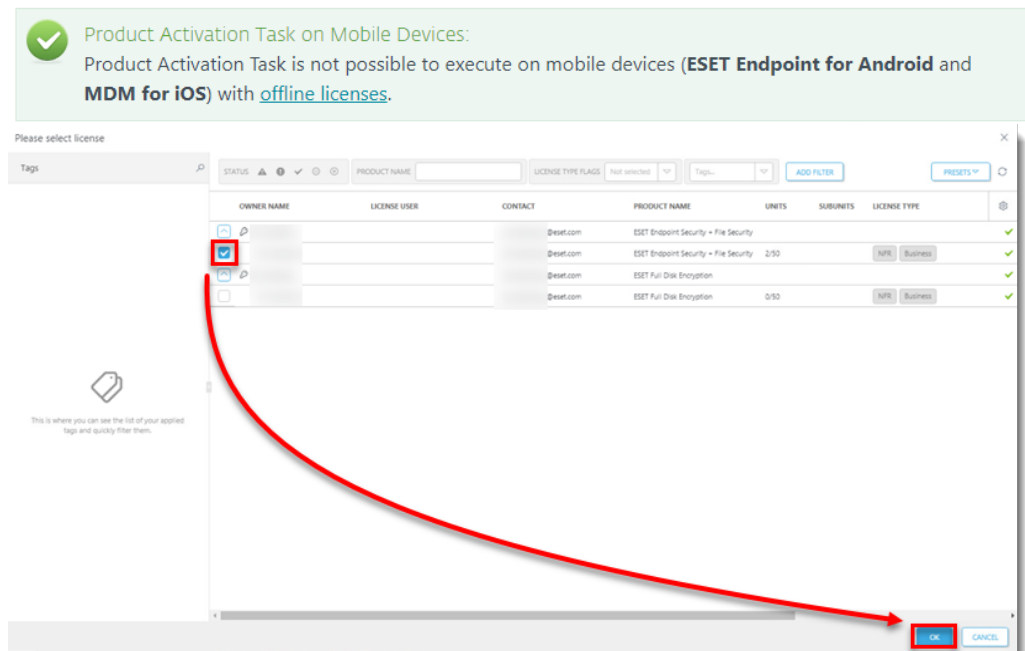 Product Activation Task on Mobile Devices:
Product Activation Task is not possible to execute on mobile devices (ESET Endpoint for Android and
MDM for iOS) with offline licenses.
Please select license
Tags
STATUS PRODUCT NAME LICENSE TYPE FLAGS Not selected Tags... ADD FILTER PRESETS
OWNER NAME LICENSE USER CONTACT PRODUCT NAME UNITS SUBUNITS LICENSE TYPE
@eset.com ESET Endpoint Security + File Security
@eset.com ESET Endpoint Security + File Security 2/50 NFR Business
@eset.com ESET Full Disk Encryption
@eset.com ESET Full Disk Encryption 0/50 NFR Business
This is where you can see the list of your applied
tags and quickly filter them.
OK CANCEL